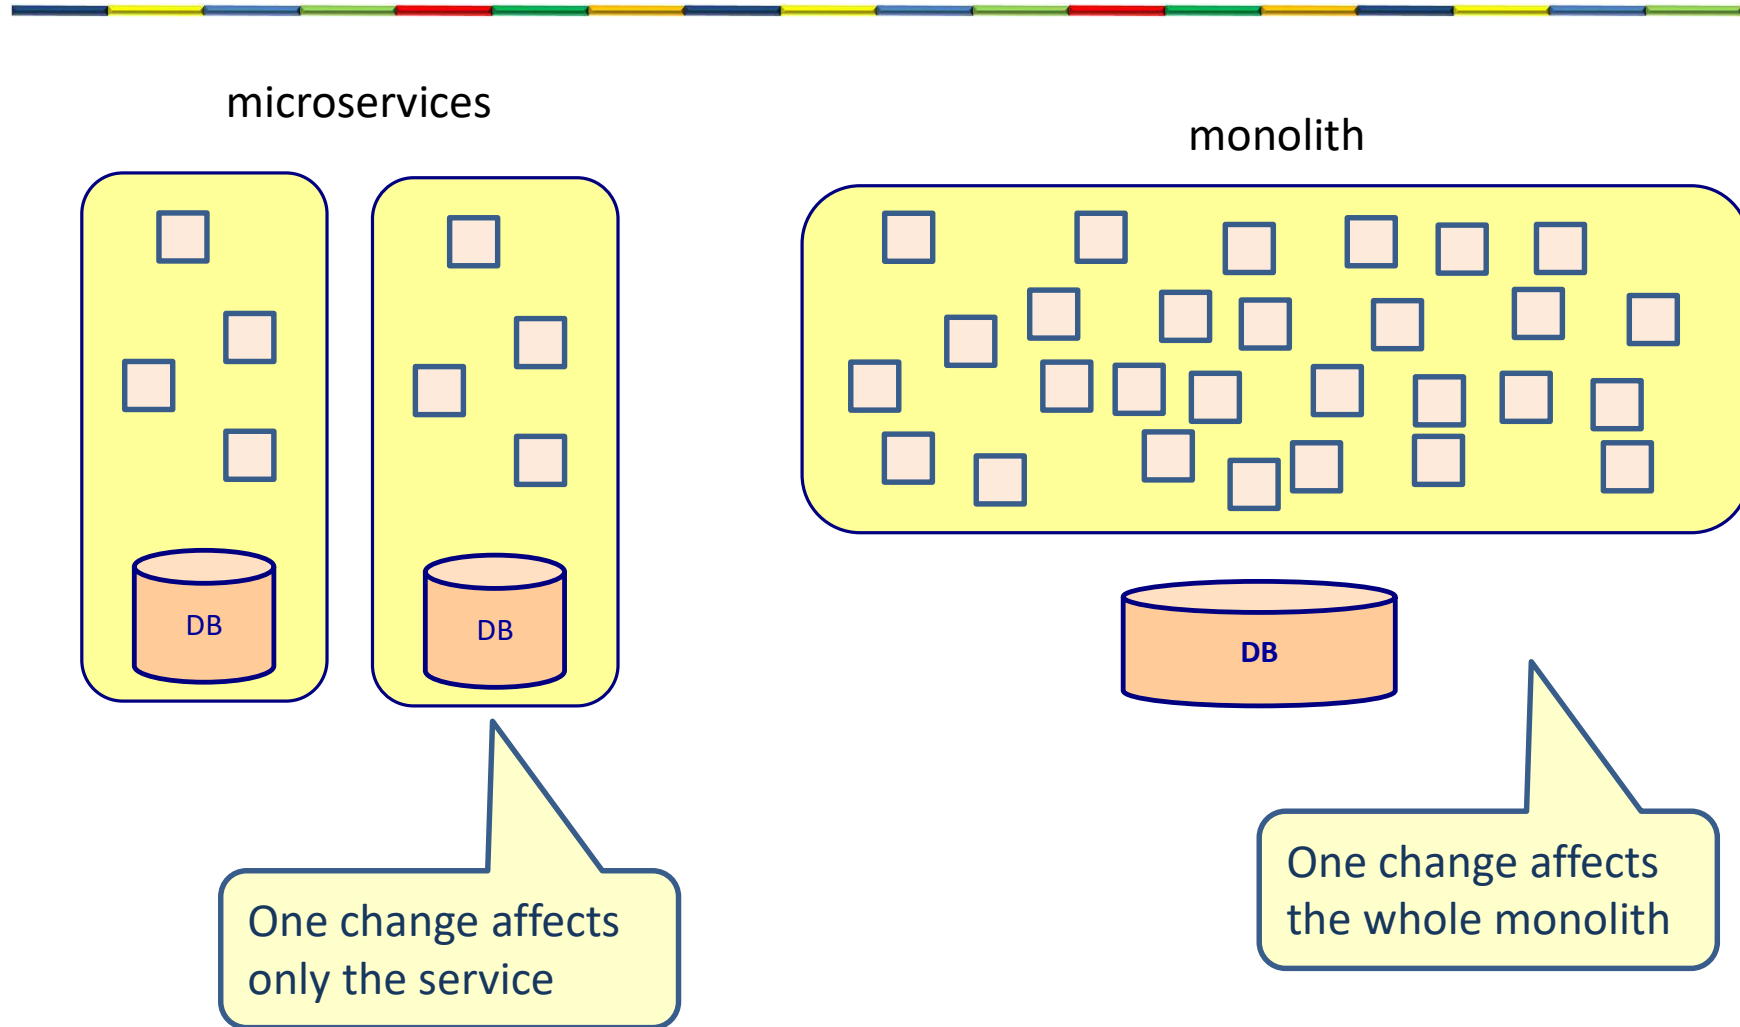 microservices
monolith
DB
DB
DB
One change affects
only the service
One change affects
the whole monolith